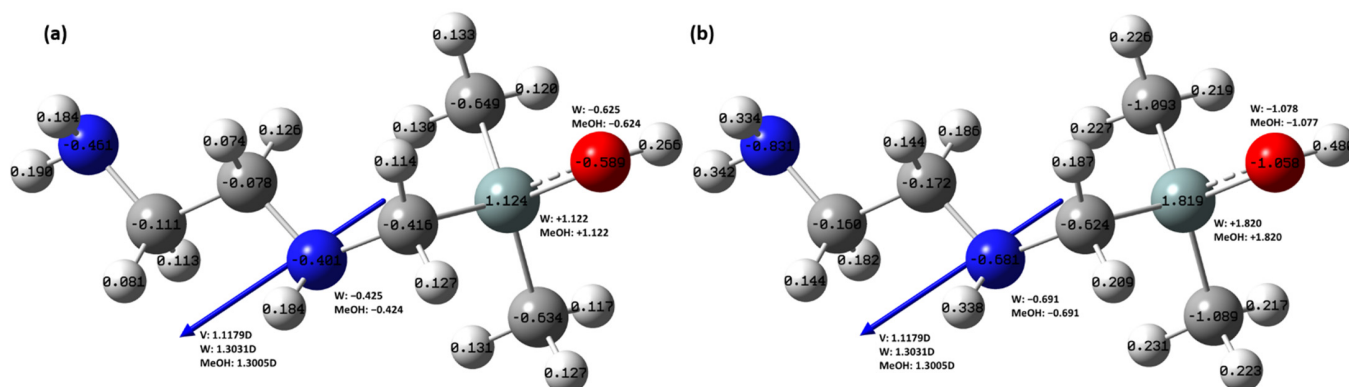 (a)
0.133
-0.649
0.120
0.130
W: −0.625
MeOH: −0.624
0.184
-0.461
0.190
0.074
0.126
-0.078
0.114
-0.589
0.266
-0.111
0.113
0.081
-0.416
1.124
W: +1.122
MeOH: +1.122
-0.401
0.127
0.184
W: −0.425
MeOH: −0.424
V: 1.1179D
W: 1.3031D
MeOH: 1.3005D
-0.634
0.117
0.131
0.127
(b)
0.226
-1.093
0.219
0.227
W: −1.078
MeOH: −1.077
0.334
-0.831
0.342
0.144
0.186
-0.172
0.187
-1.058
0.480
-0.160
0.182
0.144
-0.624
1.819
W: +1.820
MeOH: +1.820
-0.681
0.209
0.338
W: −0.691
MeOH: −0.691
V: 1.1179D
W: 1.3031D
MeOH: 1.3005D
-1.089
0.217
0.231
0.223